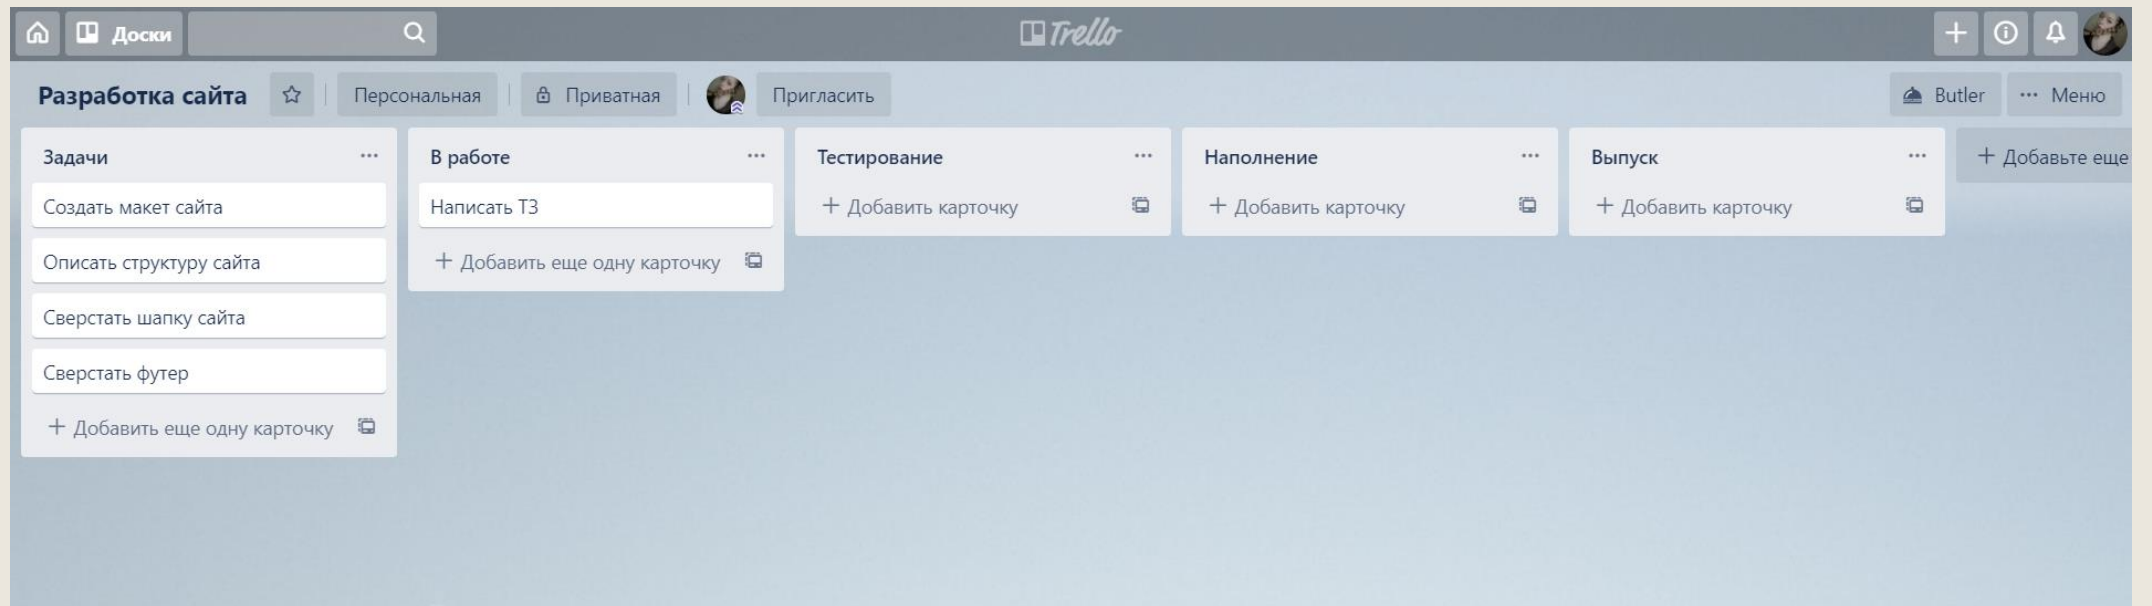 Доски
Trello
Разработка сайта
Персональная
Приватная
Пригласить
Butler
Меню
Задачи
Создать макет сайта
Описать структуру сайта
Сверстать шапку сайта
Сверстать футер
Добавить еще одну карточку
В работе
Написать ТЗ
Добавить еще одну карточку
Тестирование
Добавить карточку
Наполнение
Добавить карточку
Выпуск
Добавить карточку
Добавьте еще